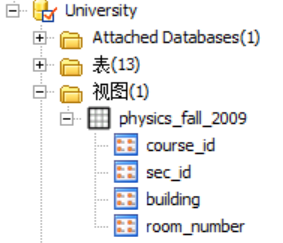 University
Attached Databases(1)
表(13)
视图(1)
physics_fall_2009
course_id
sec_id
building
room_number